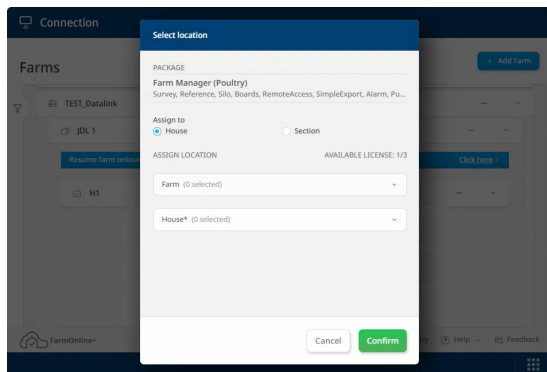 Connection
Select location
Farms
+ Add Farm
PACKAGE
Farm Manager (Poultry)
Survey, Reference, Silo, Boards, RemoteAccess, SimpleExport, Alarm, Pu...
TEST_Datalink
Assign to
House
Section
JDL 1
ASSIGN LOCATION
AVAILABLE LICENSE: 1/3
Resume farm onboa
Click here >
Farm (0 selected)
H1
House* (0 selected)
Cancel
Confirm
FarmOnline+
Help
Feedback